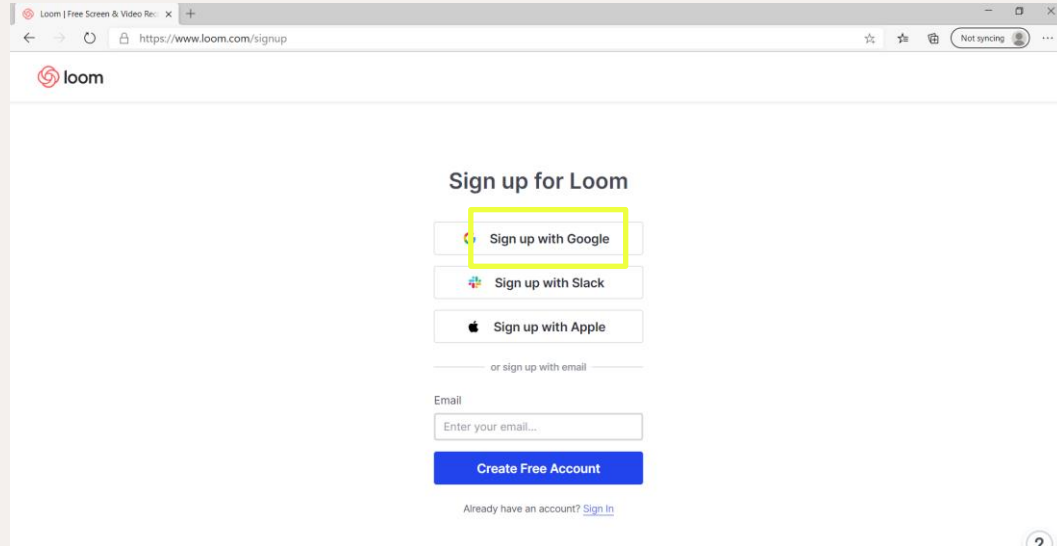 Loom | Free Screen & Video Rec
https://www.loom.com/signup
Not syncing
loom
Sign up for Loom
Sign up with Google
Sign up with Slack
Sign up with Apple
or sign up with email
Email
Enter your email...
Create Free Account
Already have an account? Sign In
?